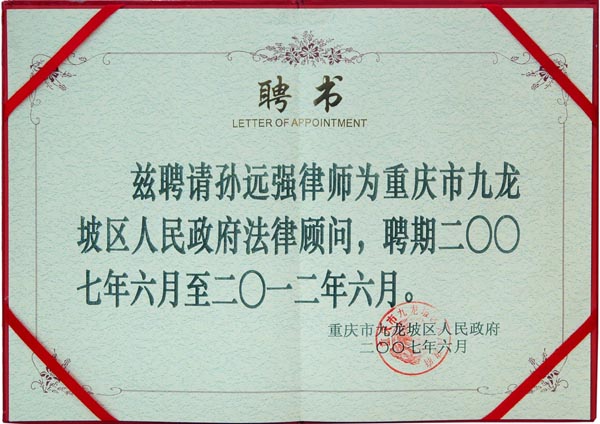 聘书
LETTER OF APPOINTMENT
兹聘请孙远强律师为重庆市九龙
坡区人民政府法律顾问，聘期二〇〇
七年六月至二〇一二年六月。
重庆市九龙坡区人民政府
二〇〇七年六月